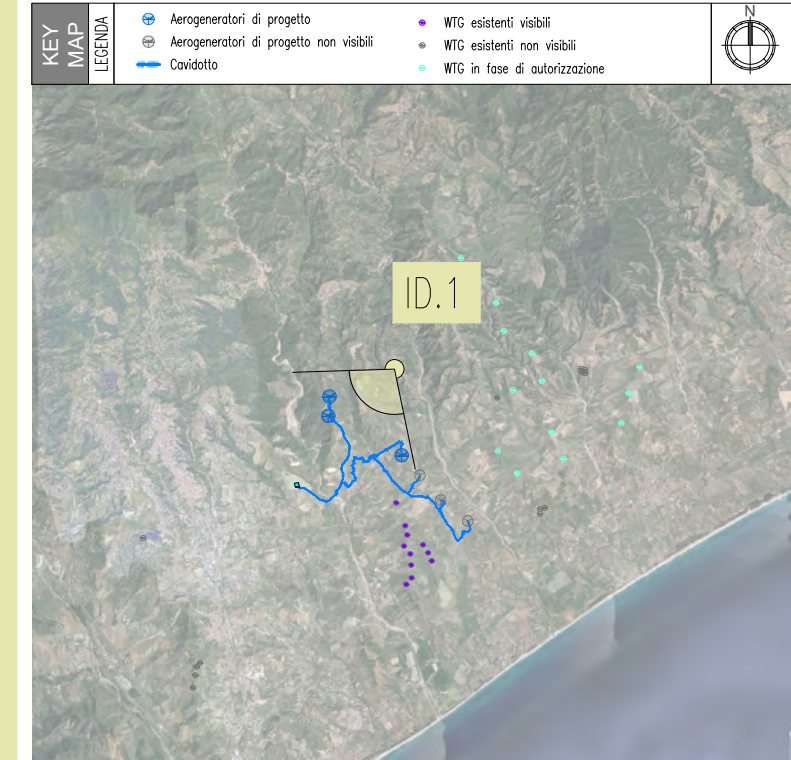 KEY MAP
LEGENDA
Aerogeneratori di progetto
Aerogeneratori di progetto non visibili
Cavidotto
WTG esistenti visibili
WTG esistenti non visibili
WTG in fase di autorizzazione
N
ID.1